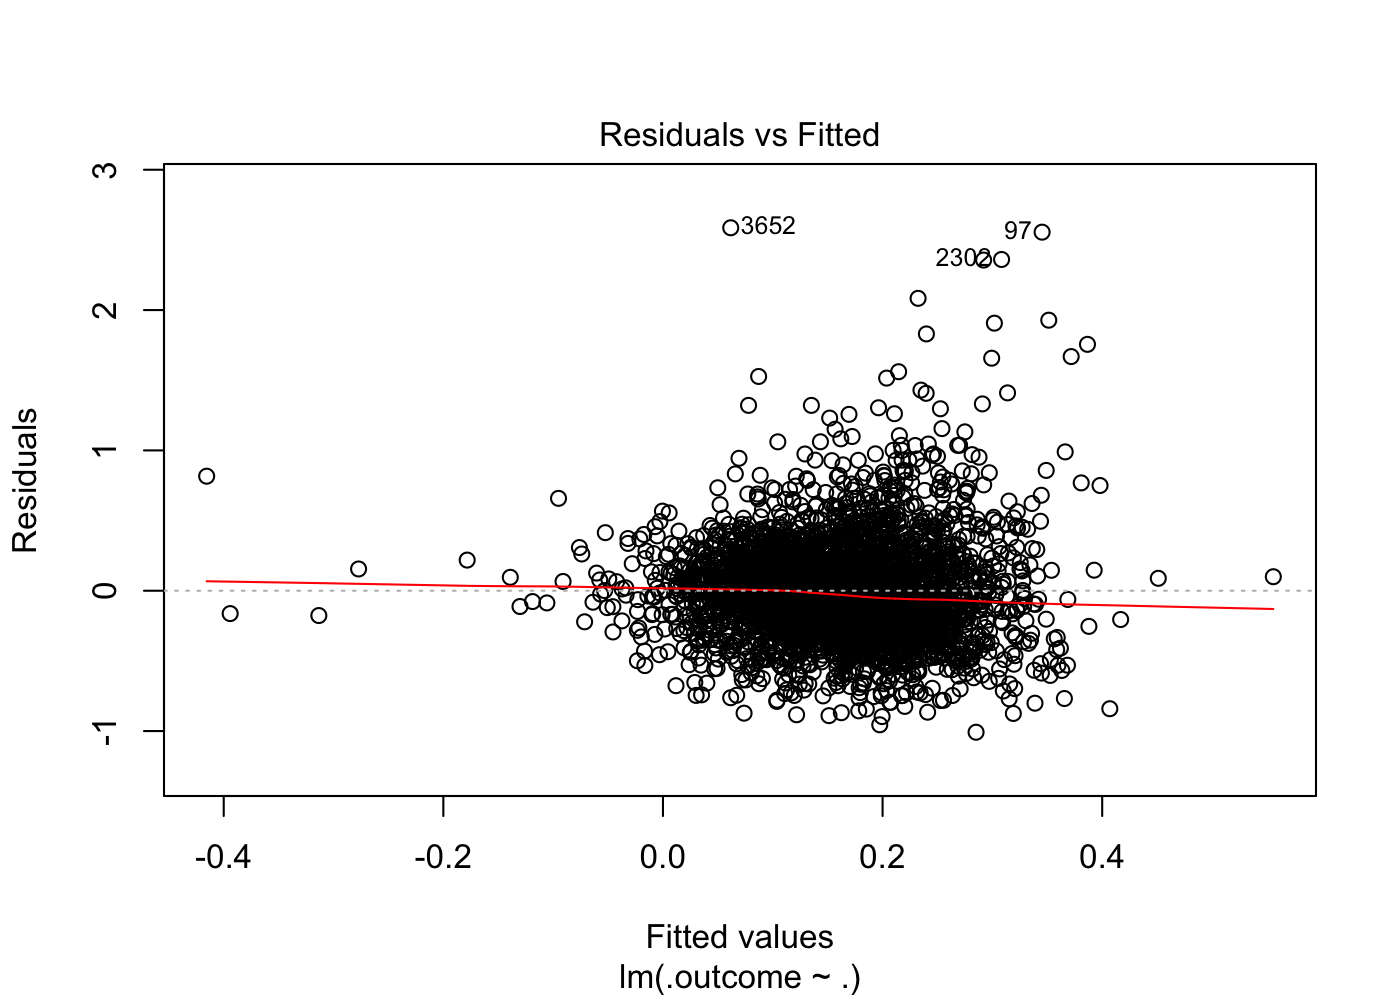 Residuals vs Fitted
3
3652
97
2302
2
Residuals
1
0
-1
-0.4 -0.2 0.0 0.2 0.4
Fitted values
lm(.outcome ~ .)